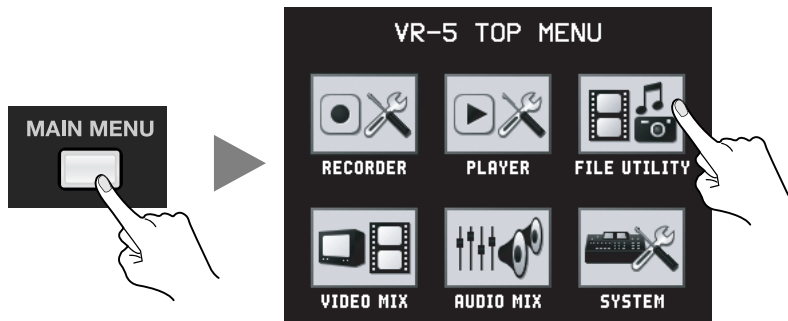 MAIN MENU
VR-5 TOP MENU
RECORDER PLAYER FILE UTILITY
VIDEO MIX AUDIO MIX SYSTEM